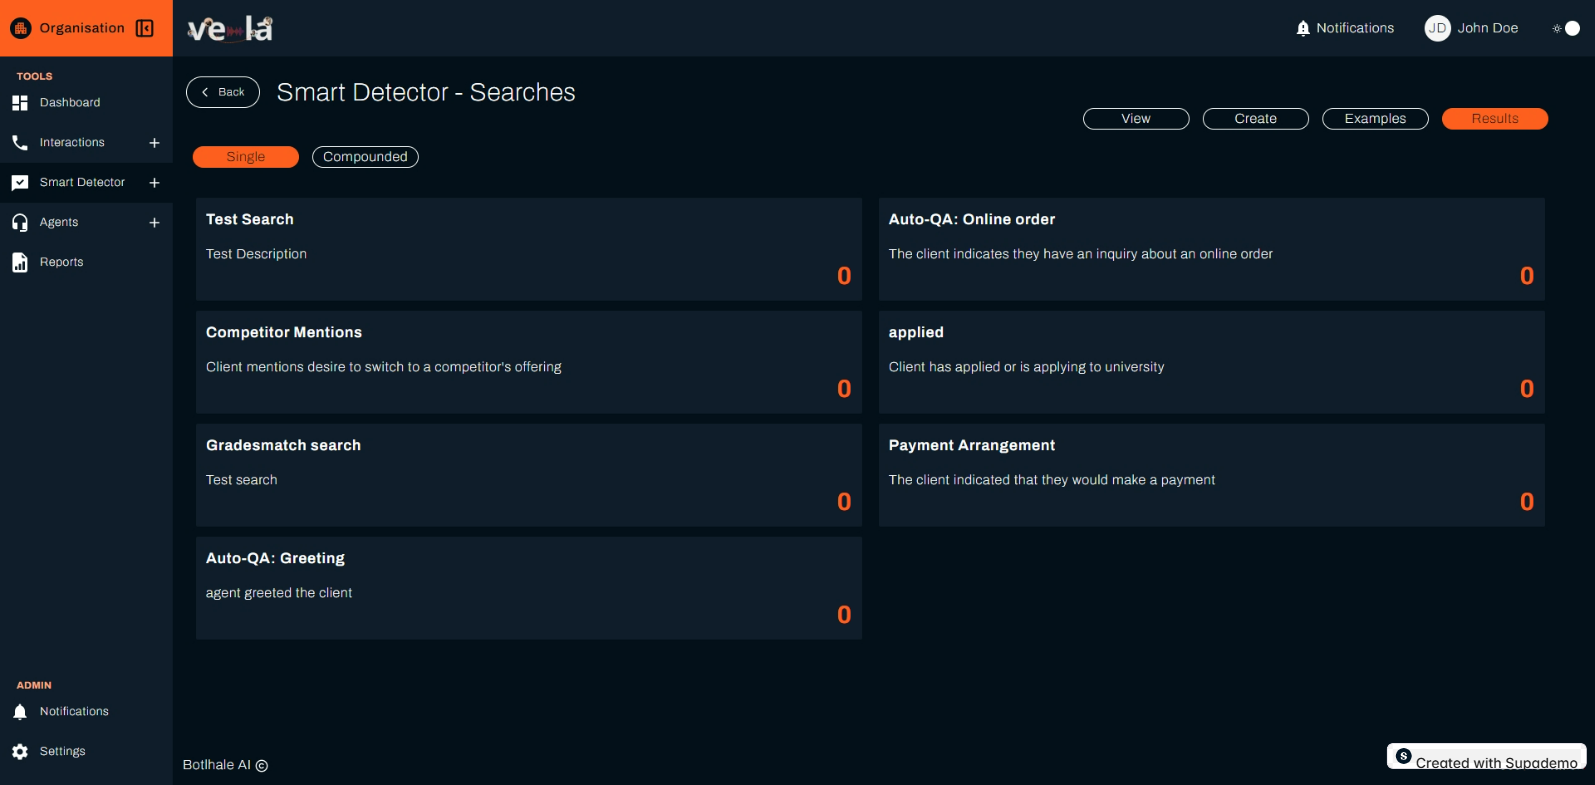 Organisation
vela
Notifications
JD
John Doe
TOOLS
Dashboard
Interactions
Smart Detector
Agents
Reports
Back
Smart Detector - Searches
View
Create
Examples
Results
Single
Compounded
Test Search
Test Description
0
Auto-QA: Online order
The client indicates they have an inquiry about an online order
0
Competitor Mentions
Client mentions desire to switch to a competitor's offering
0
applied
Client has applied or is applying to university
0
Gradesmatch search
Test search
0
Payment Arrangement
The client indicated that they would make a payment
0
Auto-QA: Greeting
agent greeted the client
0
ADMIN
Notifications
Settings
Botlhale AI ©
S Created with Supademo